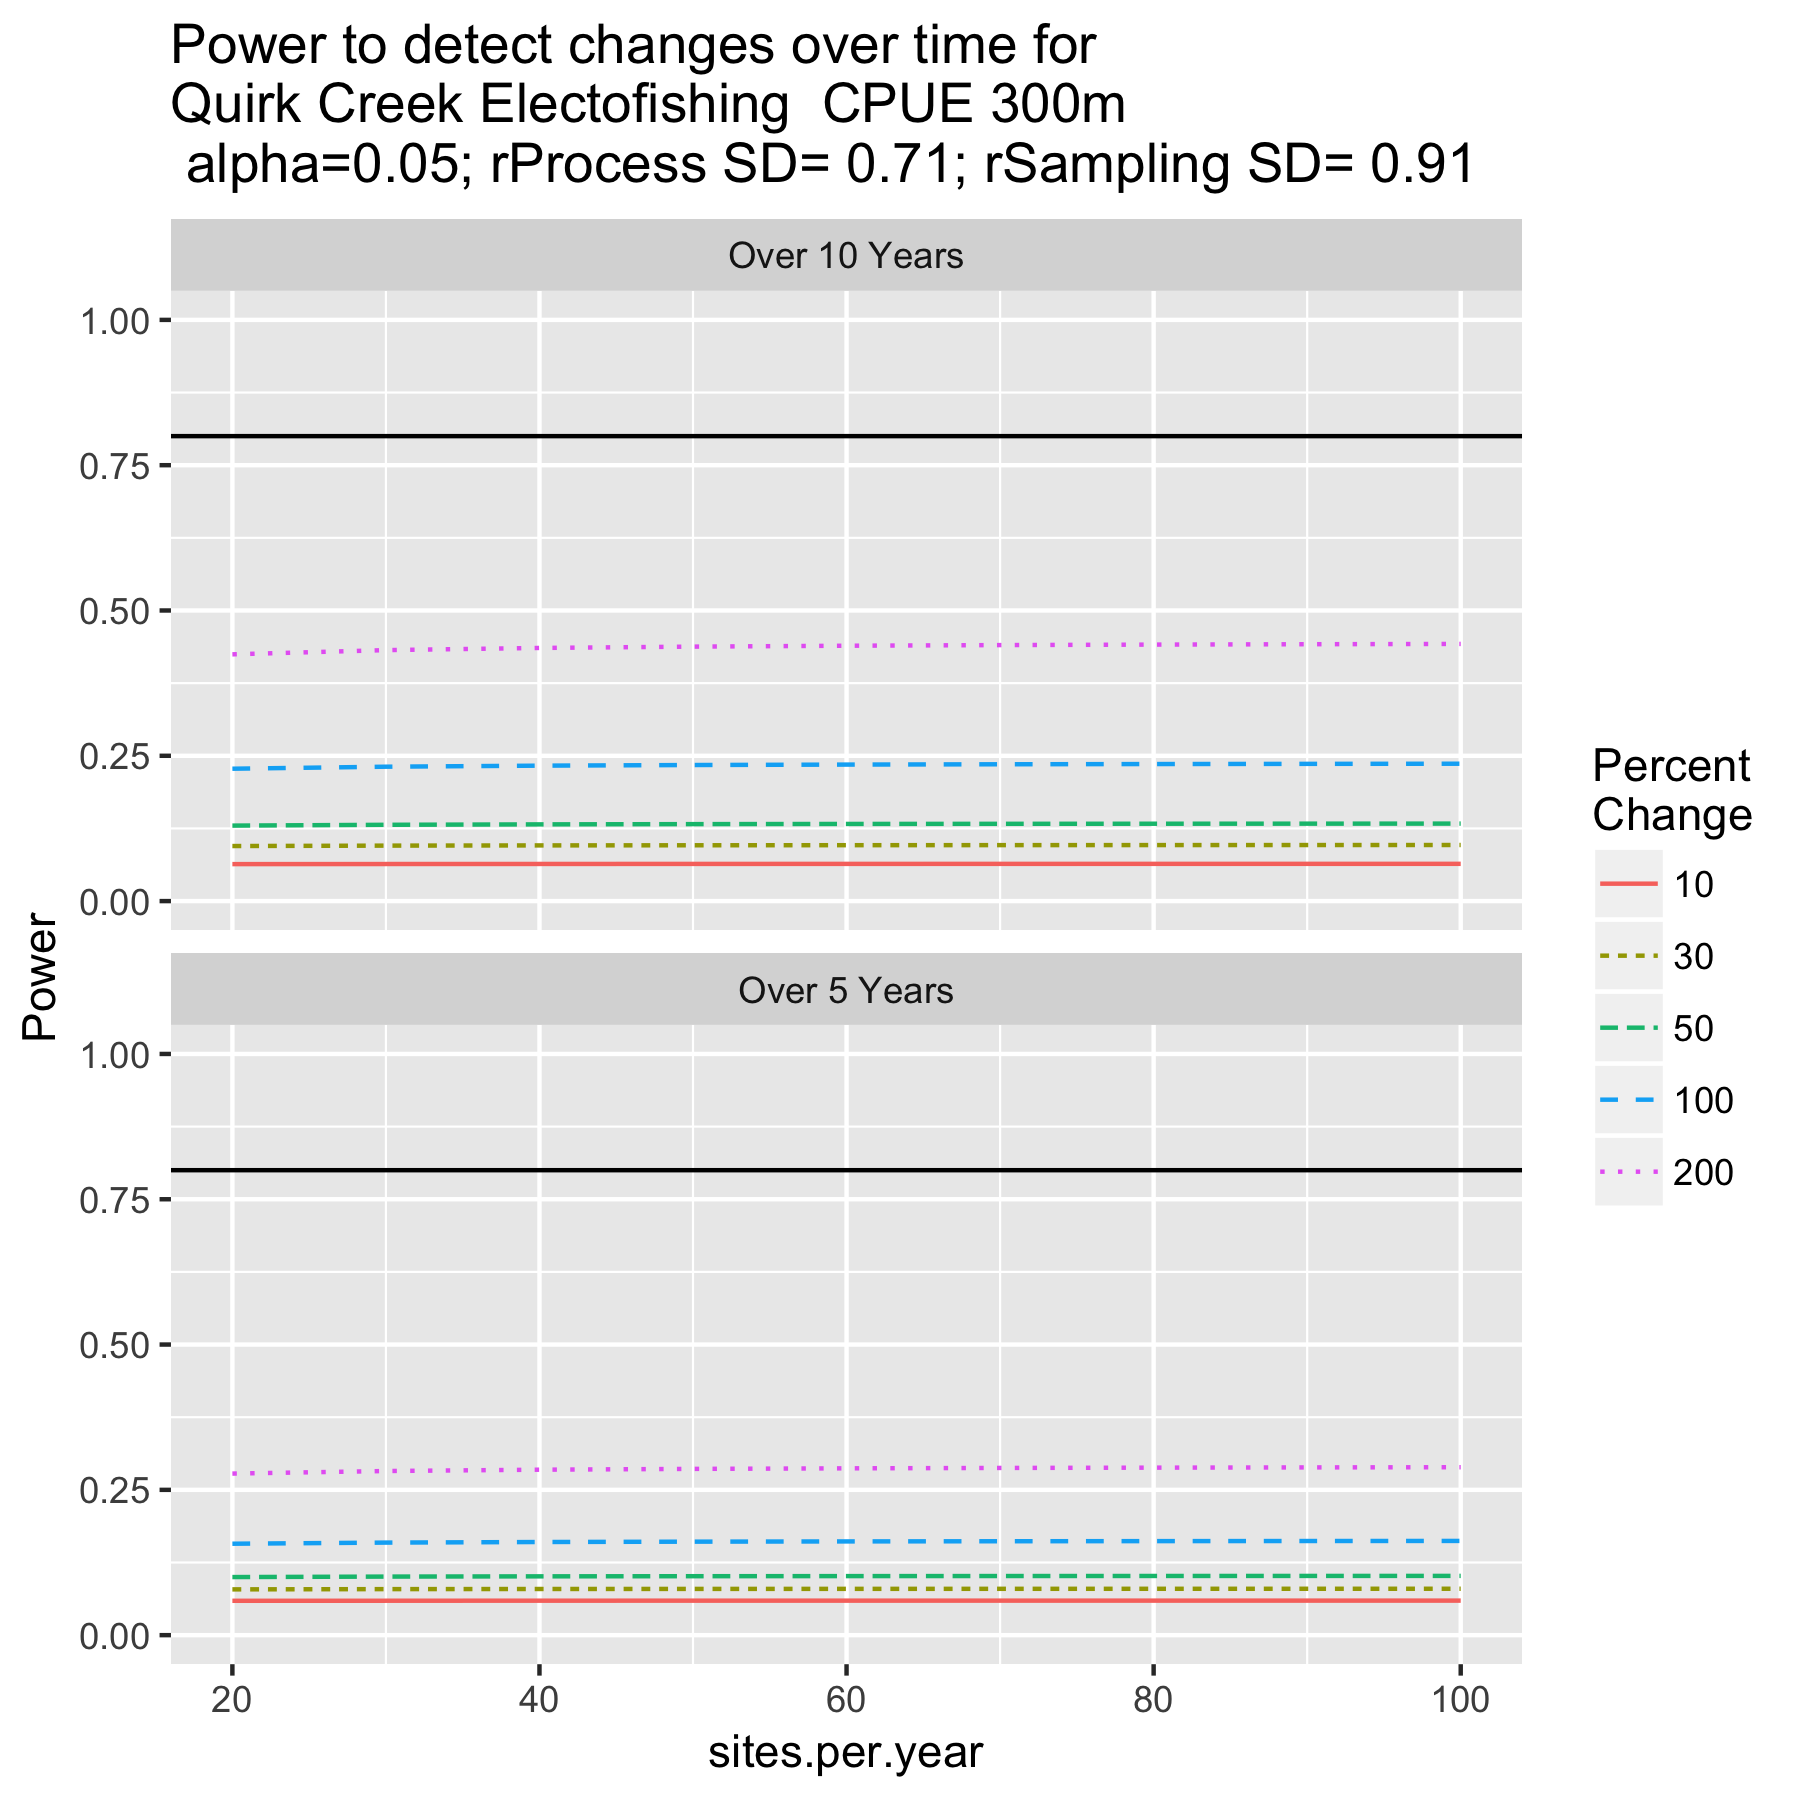 Power to detect changes over time for
Quirk Creek Electofishing  CPUE 300m
alpha=0.05; rProcess SD= 0.71; rSampling SD= 0.91
Over 10 Years
1.00
0.75
0.50
0.25
0.00
Power
Over 5 Years
1.00
0.75
0.50
0.25
0.00
20 40 60 80 100
sites.per.year
Percent
Change
10
30
50
100
200